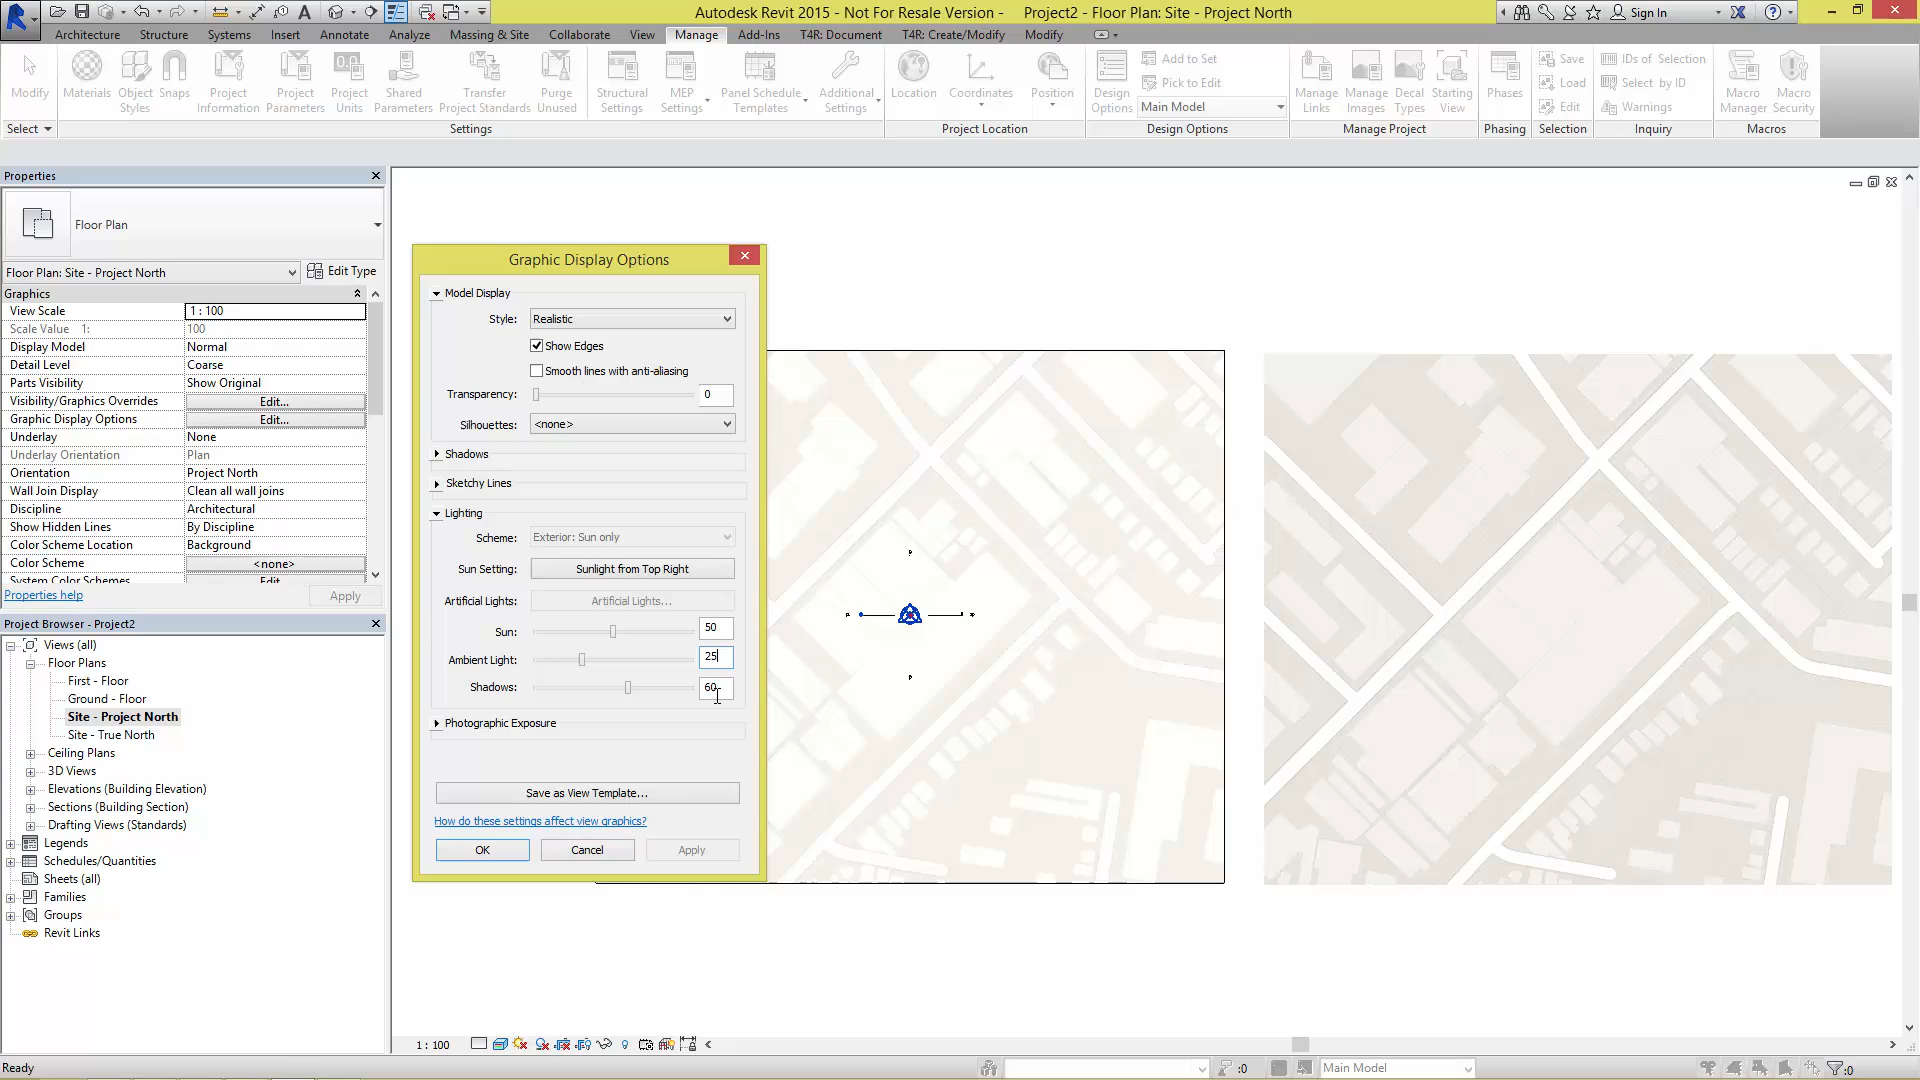 Autodesk Revit 2015 - Not For Resale Version - Project2 - Floor Plan: Site - Project North
Sign In
Architecture Structure Systems Insert Annotate Analyze Massing & Site Collaborate View Manage Add-Ins T4R: Document T4R: Create/Modify Modify
Modify
Materials
Object Styles
Snaps
Project Information
Project Parameters
Project Units
Shared Parameters
Transfer Project Standards
Purge Unused
Structural Settings
MEP Settings
Panel Schedule Templates
Additional Settings
Location
Coordinates
Position
Design Options
Add to Set
Pick to Edit
Main Model
Manage Links
Manage Images
Decal Types
Starting View
Phases
Save
Load
Edit
IDs of Selection
Select by ID
Warnings
Macro Manager
Macro Security
Select
Settings
Project Location
Design Options
Manage Project
Phasing
Selection
Inquiry
Macros
Properties
Floor Plan
Floor Plan: Site - Project North
Edit Type
Graphics
View Scale 1 : 100
Scale Value 1: 100
Display Model Normal
Detail Level Coarse
Parts Visibility Show Original
Visibility/Graphics Overrides Edit...
Graphic Display Options Edit...
Underlay None
Underlay Orientation Plan
Orientation Project North
Wall Join Display Clean all wall joins
Discipline Architectural
Show Hidden Lines By Discipline
Color Scheme Location Background
Color Scheme <none>
System Color Schemes Edit...
Properties help
Apply
Project Browser - Project2
Views (all)
Floor Plans
First - Floor
Ground - Floor
Site - Project North
Site - True North
Ceiling Plans
3D Views
Elevations (Building Elevation)
Sections (Building Section)
Drafting Views (Standards)
Legends
Schedules/Quantities
Sheets (all)
Families
Groups
Revit Links
Graphic Display Options
Model Display
Style: Realistic
Show Edges
Smooth lines with anti-aliasing
Transparency: 0
Silhouettes: <none>
Shadows
Sketchy Lines
Lighting
Scheme: Exterior: Sun only
Sun Setting: Sunlight from Top Right
Artificial Lights: Artificial Lights...
Sun: 50
Ambient Light: 25
Shadows: 60
Photographic Exposure
Save as View Template...
How do these settings affect view graphics?
OK
Cancel
Apply
1 : 100
Ready
:0
Main Model
:0